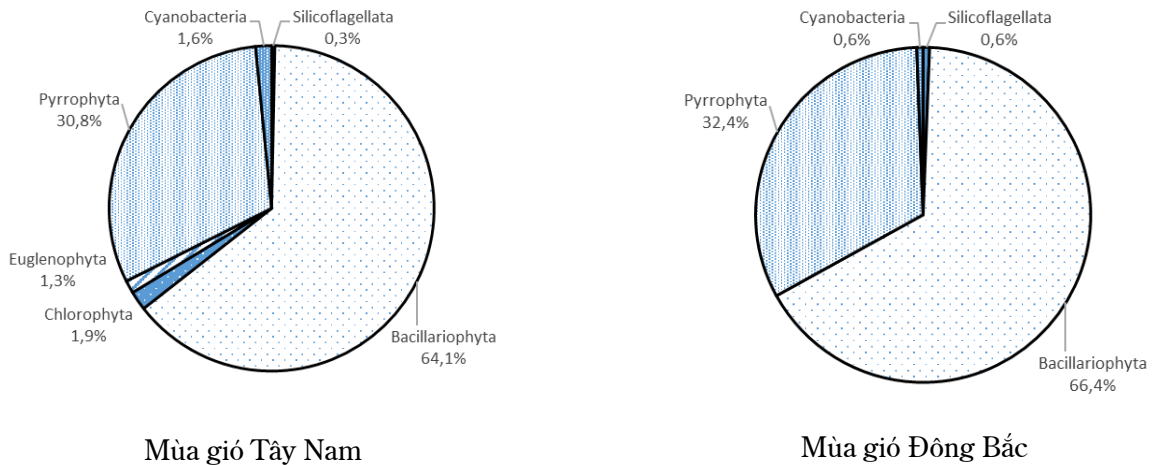 Cyanobacteria
1,6%
Silicoflagellata
0,3%
Pyrrophyta
30,8%
Euglenophyta
1,3%
Chlorophyta
1,9%
Bacillariophyta
64,1%
Mùa gió Tây Nam
Cyanobacteria
0,6%
Silicoflagellata
0,6%
Pyrrophyta
32,4%
Bacillariophyta
66,4%
Mùa gió Đông Bắc